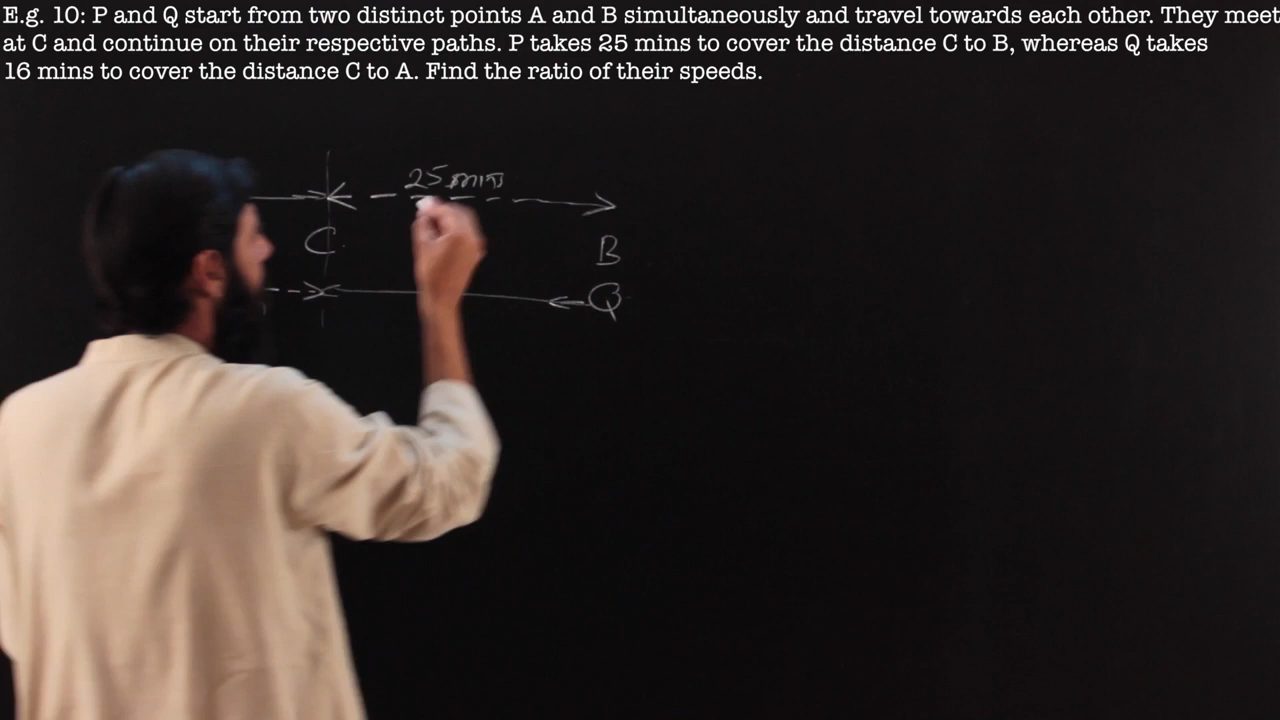 E.g. 10: P and Q start from two distinct points A and B simultaneously and travel towards each other. They meet
at C and continue on their respective paths. P takes 25 mins to cover the distance C to B, whereas Q takes
16 mins to cover the distance C to A. Find the ratio of their speeds.
25 mins
C
B
Q